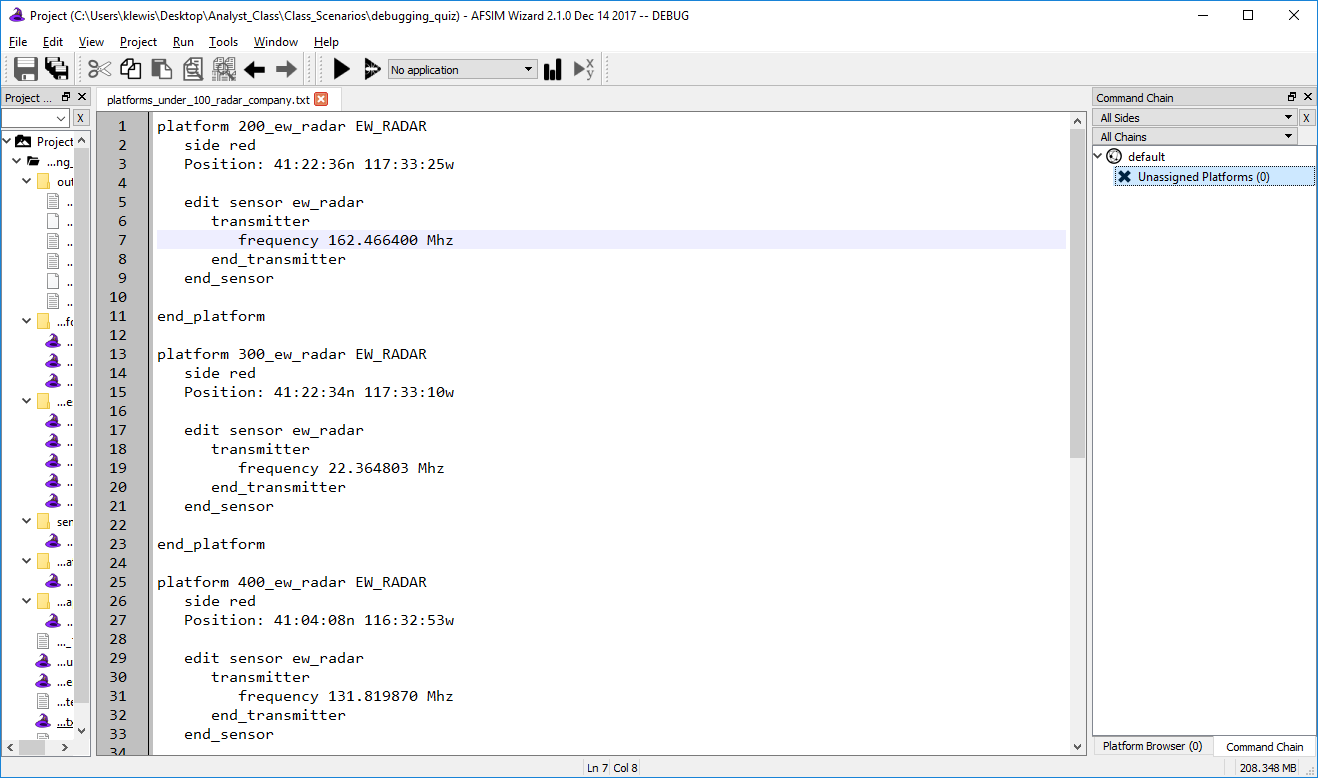 Project (C:\Users\klewis\Desktop\Analyst_Class\Class_Scenarios\debugging_quiz) - AFSIM Wizard 2.1.0 Dec 14 2017 -- DEBUG
File Edit View Project Run Tools Window Help
No application
Project ...
X
Project
...ng_
out
..
..
..
..
..
..
...fo
..
..
..
...e
..
..
..
..
..
sen
..
...a
..
...a
..
..._
...u
...e
...te
...tx
platforms_under_100_radar_company.txt
1 platform 200_ew_radar EW_RADAR
2 side red
3 Position: 41:22:36n 117:33:25w
4
5 edit sensor ew_radar
6 transmitter
7 frequency 162.466400 Mhz
8 end_transmitter
9 end_sensor
10
11 end_platform
12
13 platform 300_ew_radar EW_RADAR
14 side red
15 Position: 41:22:34n 117:33:10w
16
17 edit sensor ew_radar
18 transmitter
19 frequency 22.364803 Mhz
20 end_transmitter
21 end_sensor
22
23 end_platform
24
25 platform 400_ew_radar EW_RADAR
26 side red
27 Position: 41:04:08n 116:32:53w
28
29 edit sensor ew_radar
30 transmitter
31 frequency 131.819870 Mhz
32 end_transmitter
33 end_sensor
34
Command Chain
All Sides X
All Chains
default
Unassigned Platforms (0)
Platform Browser (0) Command Chain
Ln 7 Col 8
208.348 MB